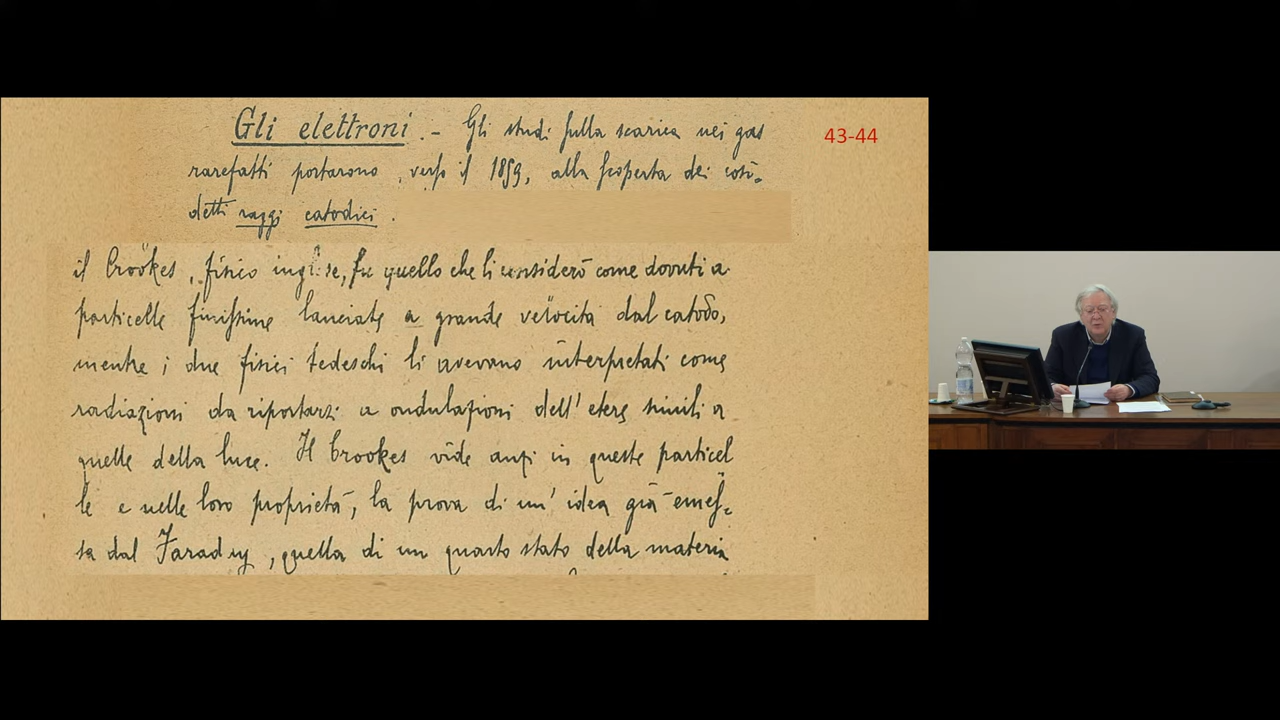 Gli elettroni. - Gli studi sulla scarica nei gas
43-44
rarefatti portarono, verso il 1859, alla scoperta dei così-
detti raggi catodici.
il Crookes, fisico inglese, fu quello che li considerò come dovuti a
particelle finissime lanciate a grande velocità dal catodo,
mentre i due fisici tedeschi li avevano interpretati come
radiazioni da riportarsi a ondulazioni dell'etere simili a
quelle della luce. Il Crookes vide anzi in queste particel
le e nelle loro proprietà, la prova di un'idea già emes-
sa dal Faraday, quella di un quarto stato della materia